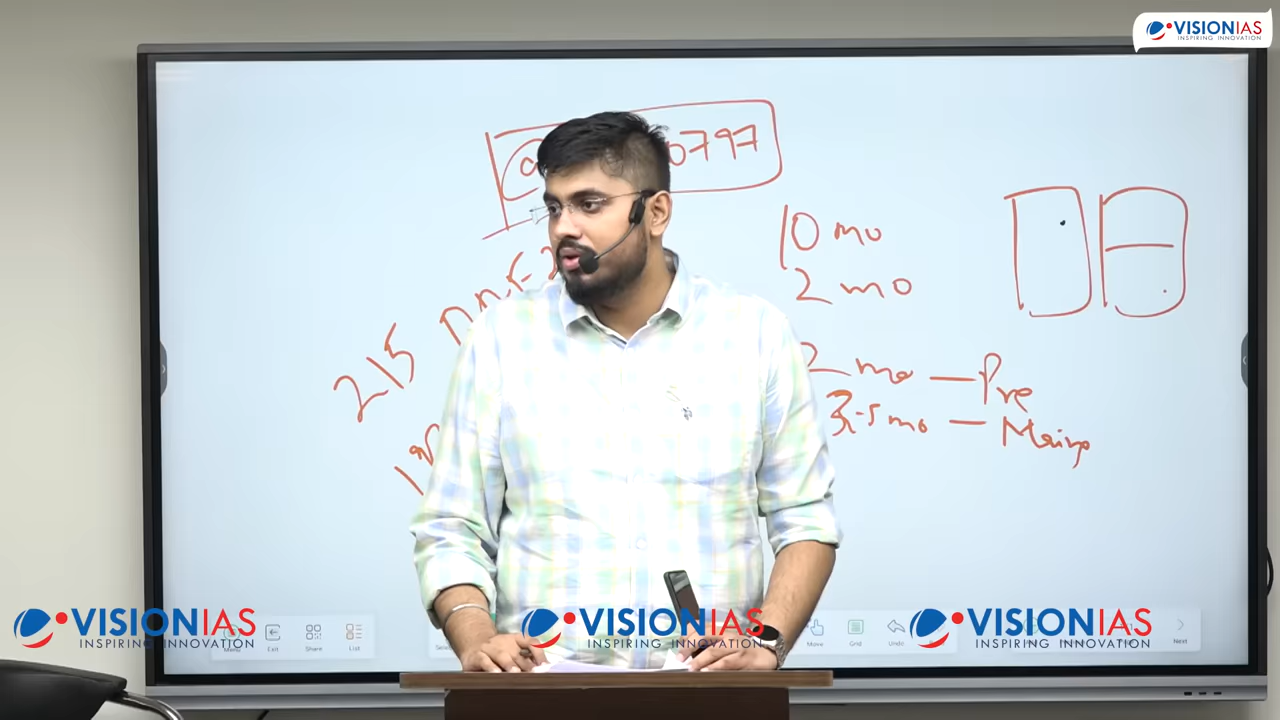 VISIONIAS
INSPIRING INNOVATION
0797
10 mo
2 mo
215
2 mo — Pre
3.5 mo — Mains
VISIONIAS
INSPIRING INNOVATION
VISIONIAS
INSPIRING INNOVATION
VISIONIAS
INSPIRING INNOVATION
Menu
Exit
Share
List
Move
Grid
Undo
Next